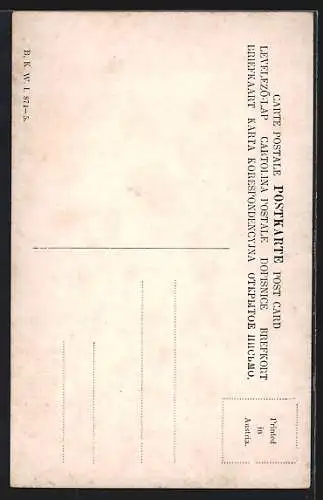 CARTE POSTALE POSTKARTE POST CARD
LEVELEZŐ-LAP CARTOLINA POSTALE DOPISNICE BREFKORT
BRIEFKAART KARTA KORESPONDENCYJNA ОТКРЫТОЕ ПИСЬМО.
Printed
in
Austria.
B. K. W. I. 874—5.